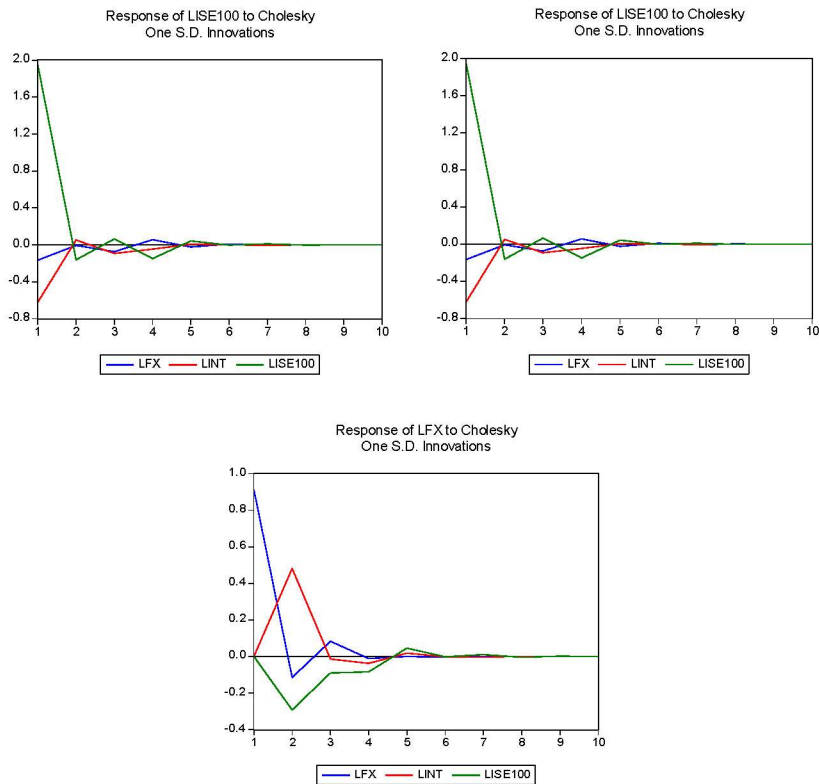 Response of LISE100 to Cholesky
One S.D. Innovations
2.0
1.6
1.2
0.8
0.4
0.0
-0.4
-0.8
1 2 3 4 5 6 7 8 9 10
LFX LINT LISE100
Response of LISE100 to Cholesky
One S.D. Innovations
2.0
1.6
1.2
0.8
0.4
0.0
-0.4
-0.8
1 2 3 4 5 6 7 8 9 10
LFX LINT LISE100
Response of LFX to Cholesky
One S.D. Innovations
1.0
0.8
0.6
0.4
0.2
0.0
-0.2
-0.4
1 2 3 4 5 6 7 8 9 10
LFX LINT LISE100